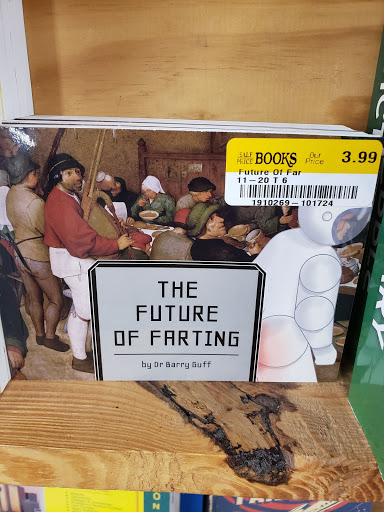 HALF
PRICE BOOKS Our Price 3.99
Future Of Far
11-20 T 6
1910269-101724
THE
FUTURE
OF FARTING
by Dr Barry Guff